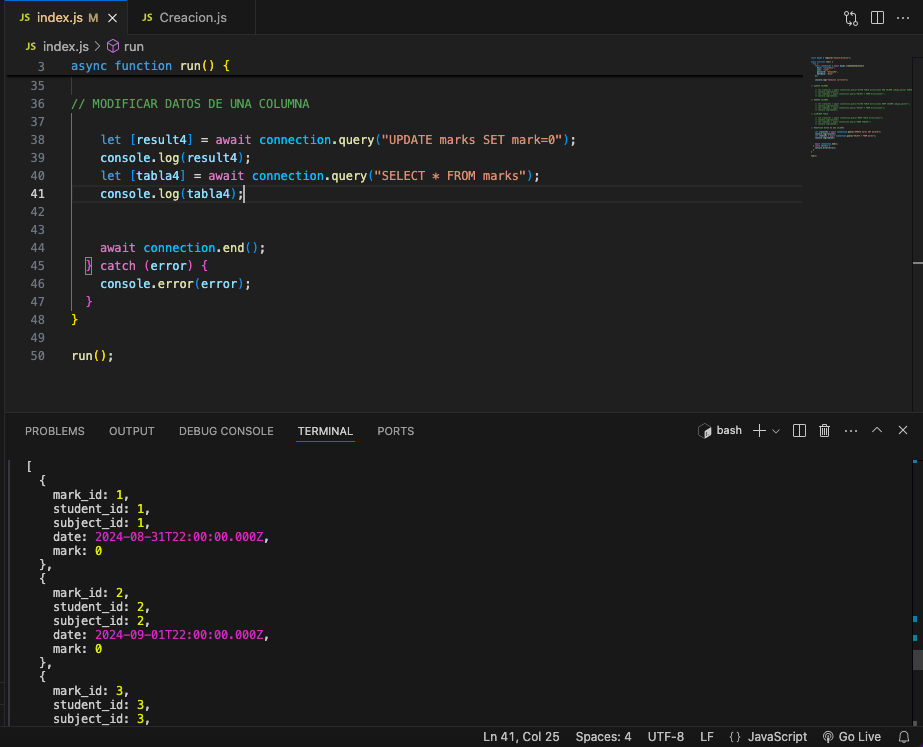 JS index.js M
JS Creacion.js
JS index.js > run
3 async function run() {
35
36 // MODIFICAR DATOS DE UNA COLUMNA
37
38 let [result4] = await connection.query("UPDATE marks SET mark=0");
39 console.log(result4);
40 let [tabla4] = await connection.query("SELECT * FROM marks");
41 console.log(tabla4);
42
43
44 await connection.end();
45 } catch (error) {
46 console.error(error);
47 }
48 }
49
50 run();
PROBLEMS OUTPUT DEBUG CONSOLE TERMINAL PORTS bash
[
{
mark_id: 1,
student_id: 1,
subject_id: 1,
date: 2024-08-31T22:00:00.000Z,
mark: 0
},
{
mark_id: 2,
student_id: 2,
subject_id: 2,
date: 2024-09-01T22:00:00.000Z,
mark: 0
},
{
mark_id: 3,
student_id: 3,
subject_id: 3,
Ln 41, Col 25 Spaces: 4 UTF-8 LF {} JavaScript Go Live